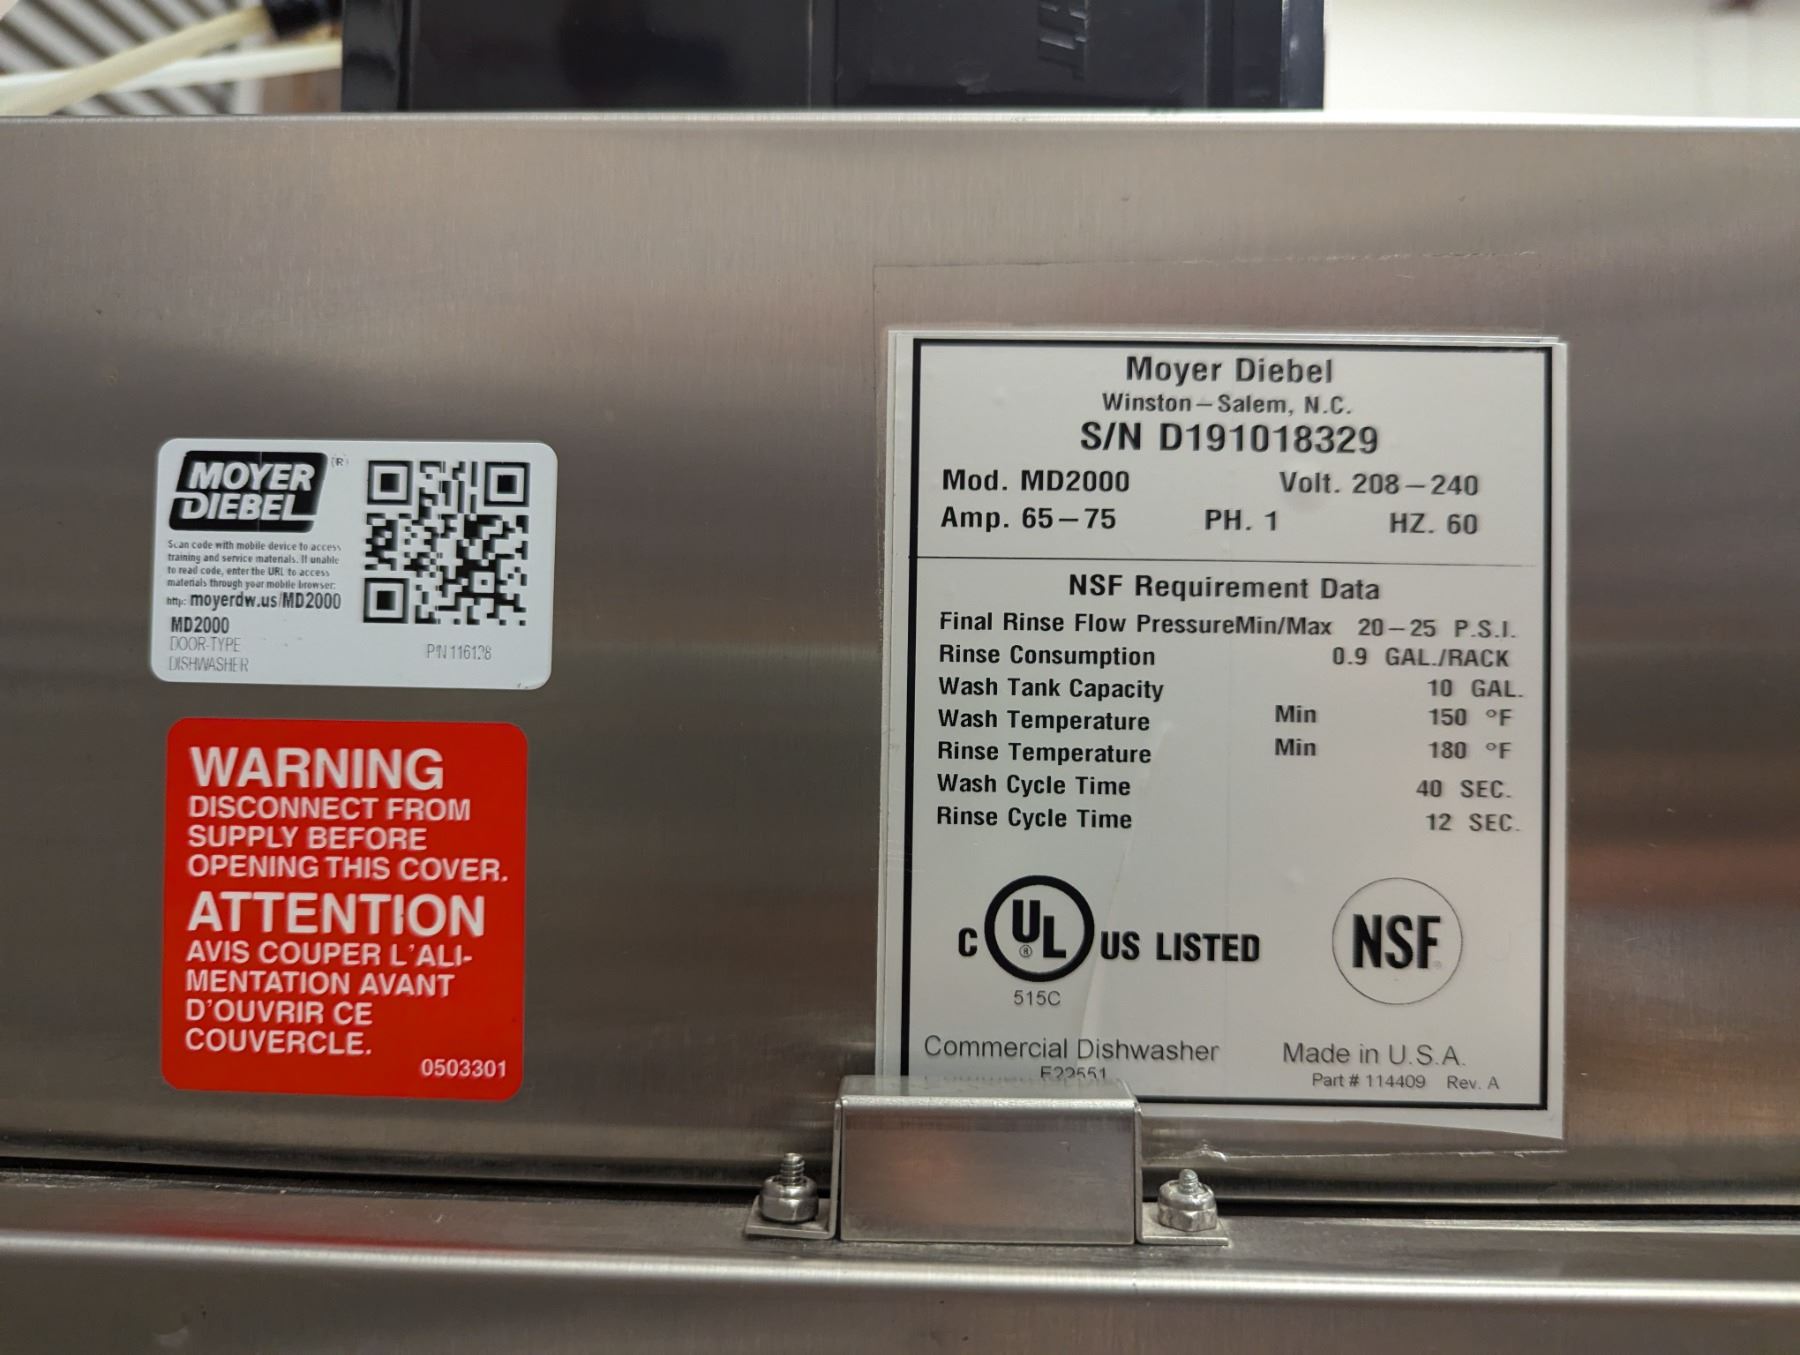 MOYER
DIEBEL
(R)
Scan code with mobile device to access
training and service materials. If unable
to read code, enter the URL to access
materials through your mobile browser:
http: moyerdw.us/MD2000
MD2000
DOOR-TYPE
DISHWASHER
WARNING
DISCONNECT FROM
SUPPLY BEFORE
OPENING THIS COVER.
ATTENTION
AVIS COUPER L'ALI-
MENTATION AVANT
D'OUVRIR CE
COUVERCLE.
0503301
Moyer Diebel
Winston–Salem, N.C.
S/N D191018329
Mod. MD2000 Volt. 208–240
Amp. 65–75 PH. 1 HZ. 60
NSF Requirement Data
Final Rinse Flow PressureMin/Max 20–25 P.S.I.
Rinse Consumption 0.9 GAL./RACK
Wash Tank Capacity 10 GAL.
Wash Temperature Min 150 °F
Rinse Temperature Min 180 °F
Wash Cycle Time 40 SEC.
Rinse Cycle Time 12 SEC.
C UL ® US LISTED
515C
NSF
Commercial Dishwasher Made in U.S.A.
E22551 Part # 114409 Rev. A